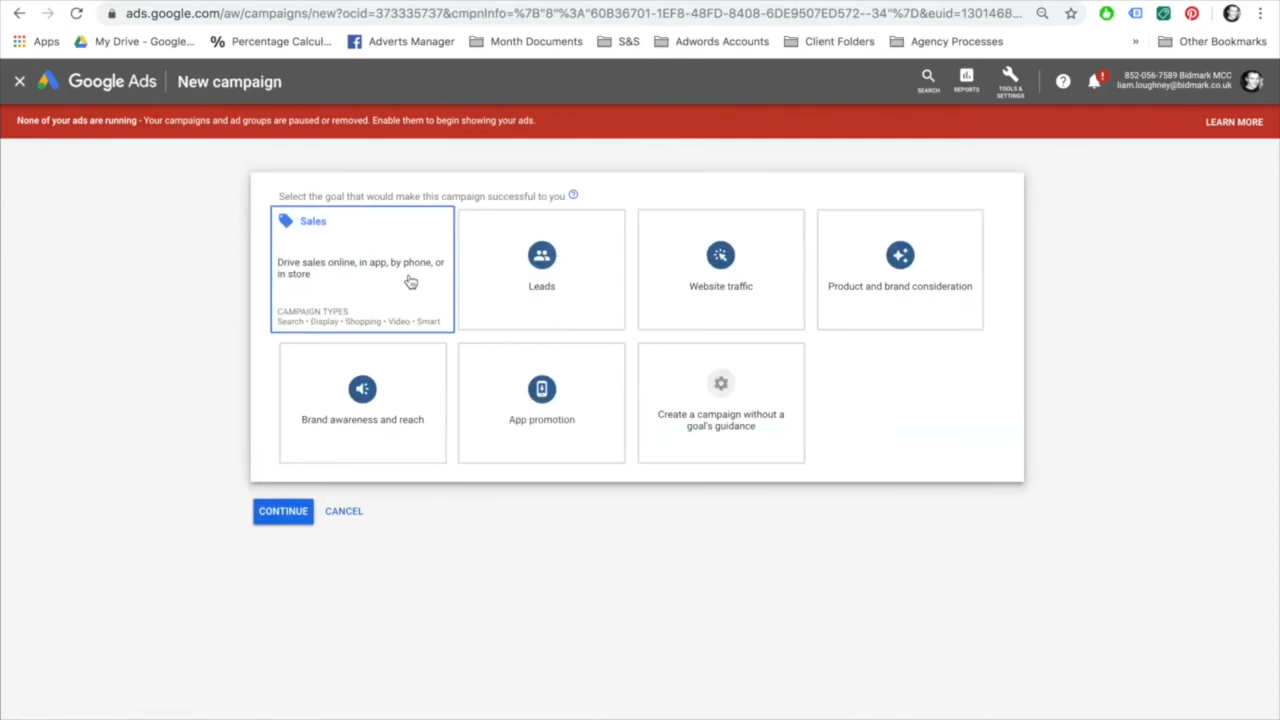 ads.google.com/aw/campaigns/new?ocid=373335737&cmpnInfo=%7B"8"%3A"60B36701-1EF8-48FD-8408-6DE9507ED572--34"%7D&euid=1301468...
Apps My Drive - Google... Percentage Calcul... Adverts Manager Month Documents S&S Adwords Accounts Client Folders Agency Processes » Other Bookmarks
Google Ads New campaign
SEARCH REPORTS TOOLS & SETTINGS
852-056-7589 Bidmark MCC
liam.loughney@bidmark.co.uk
None of your ads are running - Your campaigns and ad groups are paused or removed. Enable them to begin showing your ads. LEARN MORE
Select the goal that would make this campaign successful to you
Sales
Drive sales online, in app, by phone, or
in store
CAMPAIGN TYPES
Search • Display • Shopping • Video • Smart
Leads
Website traffic
Product and brand consideration
Brand awareness and reach
App promotion
Create a campaign without a
goal's guidance
CONTINUE CANCEL